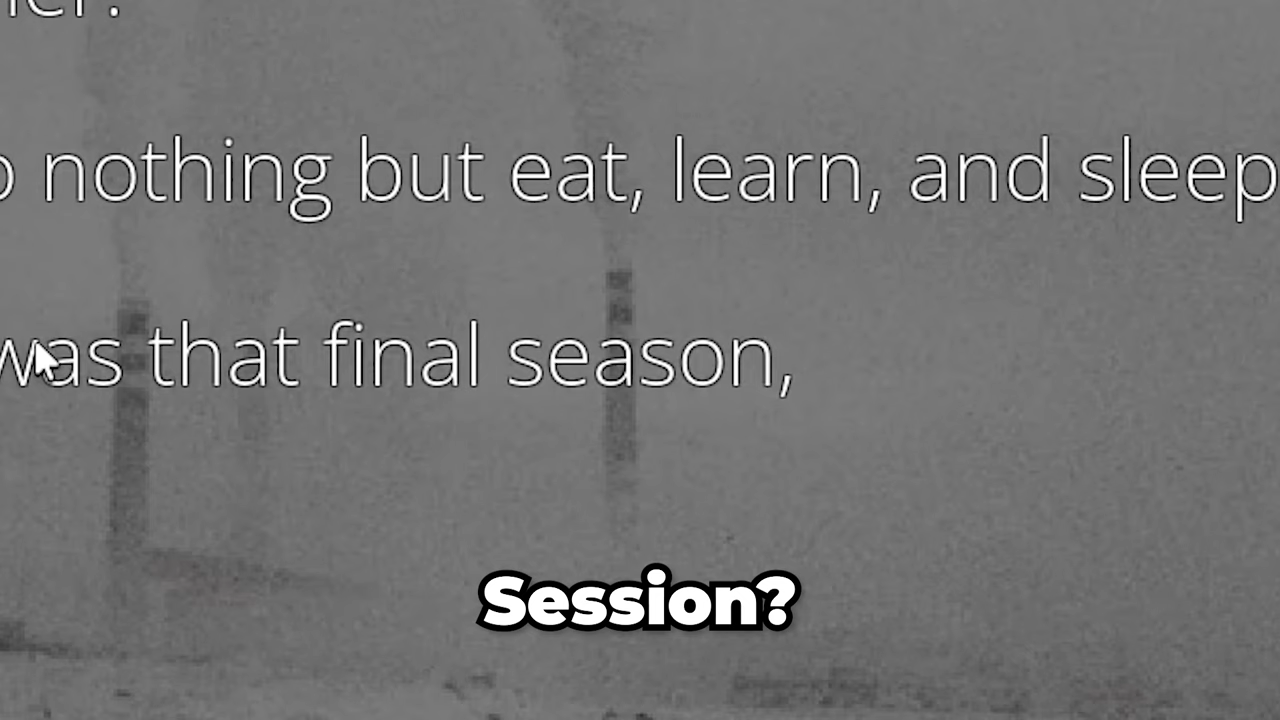 o nothing but eat, learn, and sleep
was that final season,
Session?